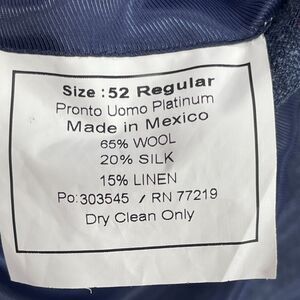 Size : 52 Regular
Pronto Uomo Platinum
Made in Mexico
65% WOOL
20% SILK
15% LINEN
Po: 303545 / RN 77219
Dry Clean Only